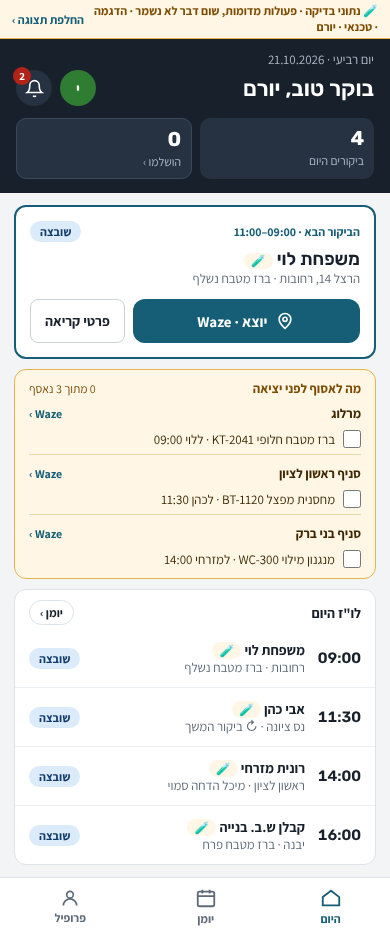 🧪 נתוני בדיקה · פעולות מדומות, שום דבר לא נשמר · הדגמה · טכנאי · יורם
החלפת תצוגה ›
יום רביעי · 21.10.2026
בוקר טוב, יורם
י
2
4
ביקורים היום
0
הושלמו ›
הביקור הבא · 09:00–11:00
שובצה
משפחת לוי 🧪
הרצל 14, רחובות · ברז מטבח נשלף
יוצא · Waze
פרטי קריאה
מה לאסוף לפני יציאה
0 מתוך 3 נאסף
מרלוג
Waze ›
ברז מטבח חלופי KT-2041 · ללוי 09:00
סניף ראשון לציון
Waze ›
מחסנית מפצל BT-1120 · לכהן 11:30
סניף בני ברק
Waze ›
מנגנון מילוי WC-300 · למזרחי 14:00
לו"ז היום
יומן ›
09:00
משפחת לוי 🧪
רחובות · ברז מטבח נשלף
שובצה
11:30
אבי כהן 🧪
נס ציונה · ↻ ביקור המשך
שובצה
14:00
רונית מזרחי 🧪
ראשון לציון · מיכל הדחה סמוי
שובצה
16:00
קבלן ש.ב. בנייה 🧪
יבנה · ברז מטבח פרח
שובצה
היום
יומן
פרופיל